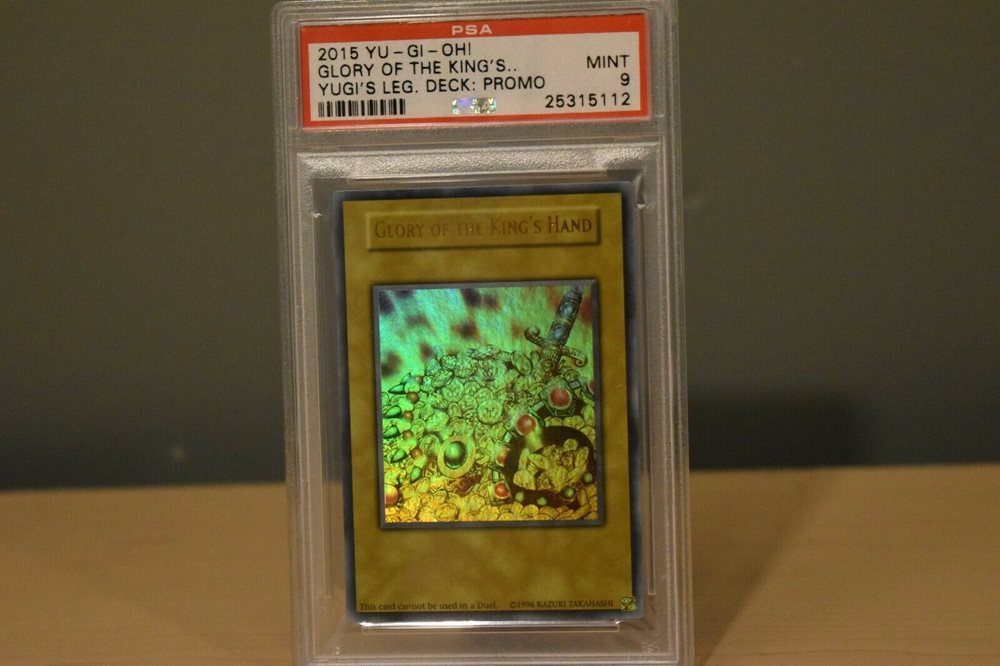 PSA
2015 YU-GI-OH!
GLORY OF THE KING'S..
YUGI'S LEG. DECK: PROMO
MINT
9
25315112
GLORY OF THE KING'S HAND
This card cannot be used in a Duel. ©1996 KAZUKI TAKAHASHI